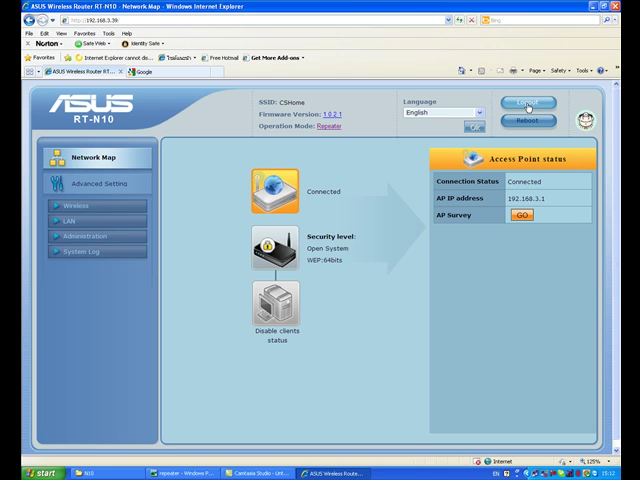 ASUS Wireless Router RT-N10 - Network Map - Windows Internet Explorer
http://192.168.3.39/
Bing
File Edit View Favorites Tools Help
x Norton Safe Web Identity Safe
Favorites Internet Explorer cannot dis... Free Hotmail Get More Add-ons
ASUS Wireless Router RT-... Google
Page Safety Tools
ASUS
RT-N10
SSID: CSHome
Firmware Version: 1.0.2.1
Operation Mode: Repeater
Language
English
OK
Logout
Reboot
Network Map
Advanced Setting
Wireless
LAN
Administration
System Log
Connected
Security level:
Open System
WEP:64bits
Disable clients
status
Access Point status
Connection Status Connected
AP IP address 192.168.3.1
AP Survey GO
Internet 125%
start N10 repeater - Windows P... Camtasia Studio - Unt... ASUS Wireless Route... EN 15:12